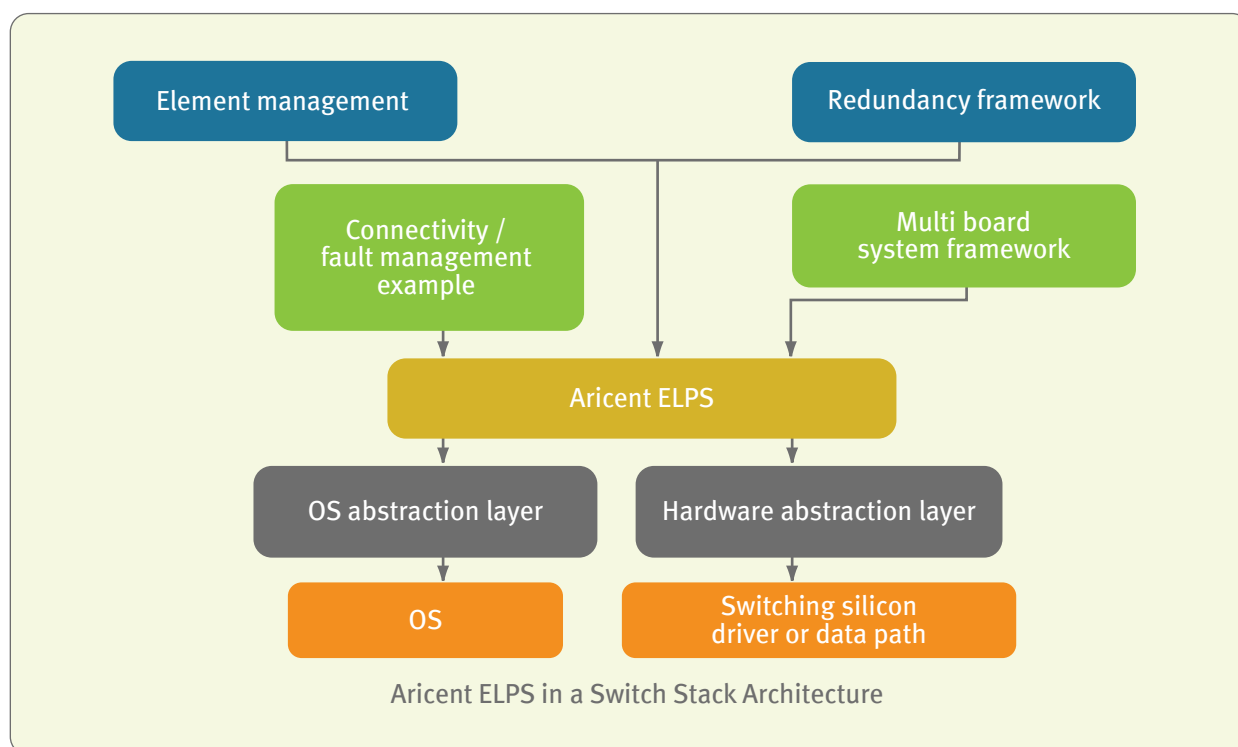 Element management
Redundancy framework
Connectivity /
fault management
example
Multi board
system framework
Aricent ELPS
OS abstraction layer
Hardware abstraction layer
OS
Switching silicon
driver or data path
Aricent ELPS in a Switch Stack Architecture